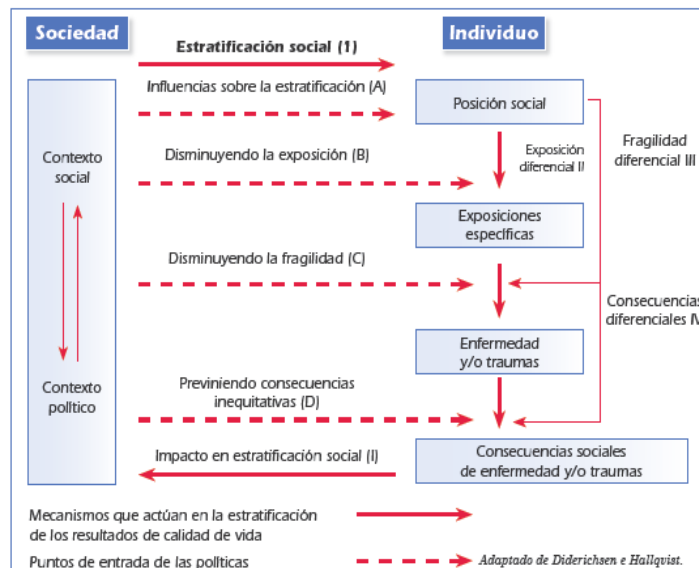 Sociedad
Individuo
Estratificación social (1)
Influencias sobre la estratificación (A)
Posición social
Contexto
social
Disminuyendo la exposición (B)
Exposición
diferencial II
Fragilidad
diferencial III
Exposiciones
específicas
Disminuyendo la fragilidad (C)
Consecuencias
diferenciales IV
Enfermedad
y/o traumas
Contexto
político
Previniendo consecuencias
inequitativas (D)
Impacto en estratificación social (I)
Consecuencias sociales
de enfermedad y/o traumas
Mecanismos que actúan en la estratificación
de los resultados de calidad de vida
Puntos de entrada de las políticas
Adaptado de Diderichsen e Hallqvist.